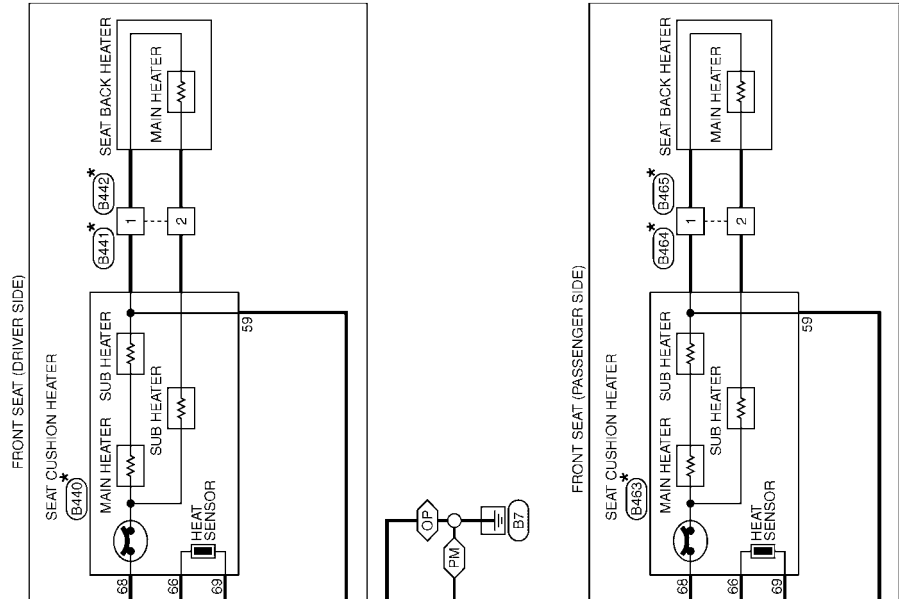 FRONT SEAT (DRIVER SIDE)
SEAT CUSHION HEATER
B440 *
MAIN HEATER
SUB HEATER
SUB HEATER
HEAT
SENSOR
68
66
69
59
B441 *
B442 *
1
2
SEAT BACK HEATER
MAIN HEATER
OP
PM
B7
FRONT SEAT (PASSENGER SIDE)
SEAT CUSHION HEATER
B463 *
MAIN HEATER
SUB HEATER
SUB HEATER
HEAT
SENSOR
68
66
69
59
B464 *
B465 *
1
2
SEAT BACK HEATER
MAIN HEATER